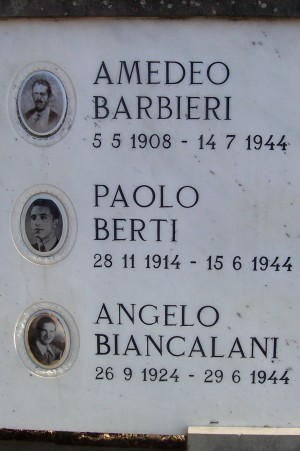 AMEDEO
BARBIERI
5 5 1908 - 14 7 1944
PAOLO
BERTI
28 11 1914 - 15 6 1944
ANGELO
BIANCALANI
26 9 1924 - 29 6 1944